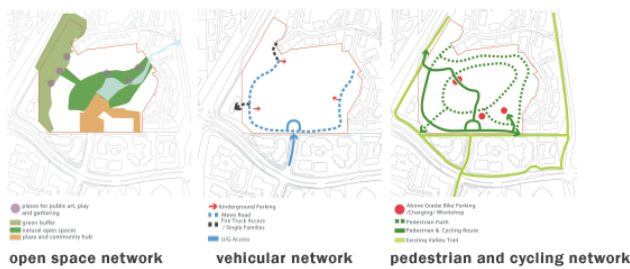 places for public art, play
and gathering
green buffer
natural open spaces
plaza and community hub
open space network
Underground Parking
Mews Road
Fire Truck Access
/ Single Families
U/G Access
vehicular network
Above Grade Bike Parking
/Charging/ Workshop
Pedestrian Path
Pedestrian & Cycling Route
Existing Valley Trail
pedestrian and cycling network